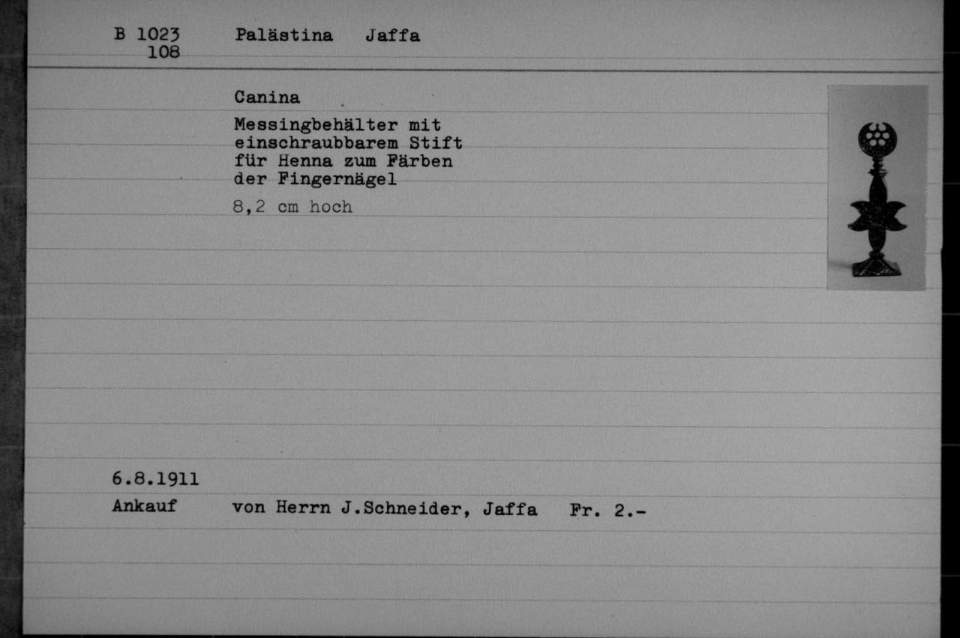 B 1023 Palästina Jaffa
108
Canina
Messingbehälter mit
einschraubbarem Stift
für Henna zum Färben
der Fingernägel
8,2 cm hoch
6.8.1911
Ankauf von Herrn J.Schneider, Jaffa Fr. 2.-